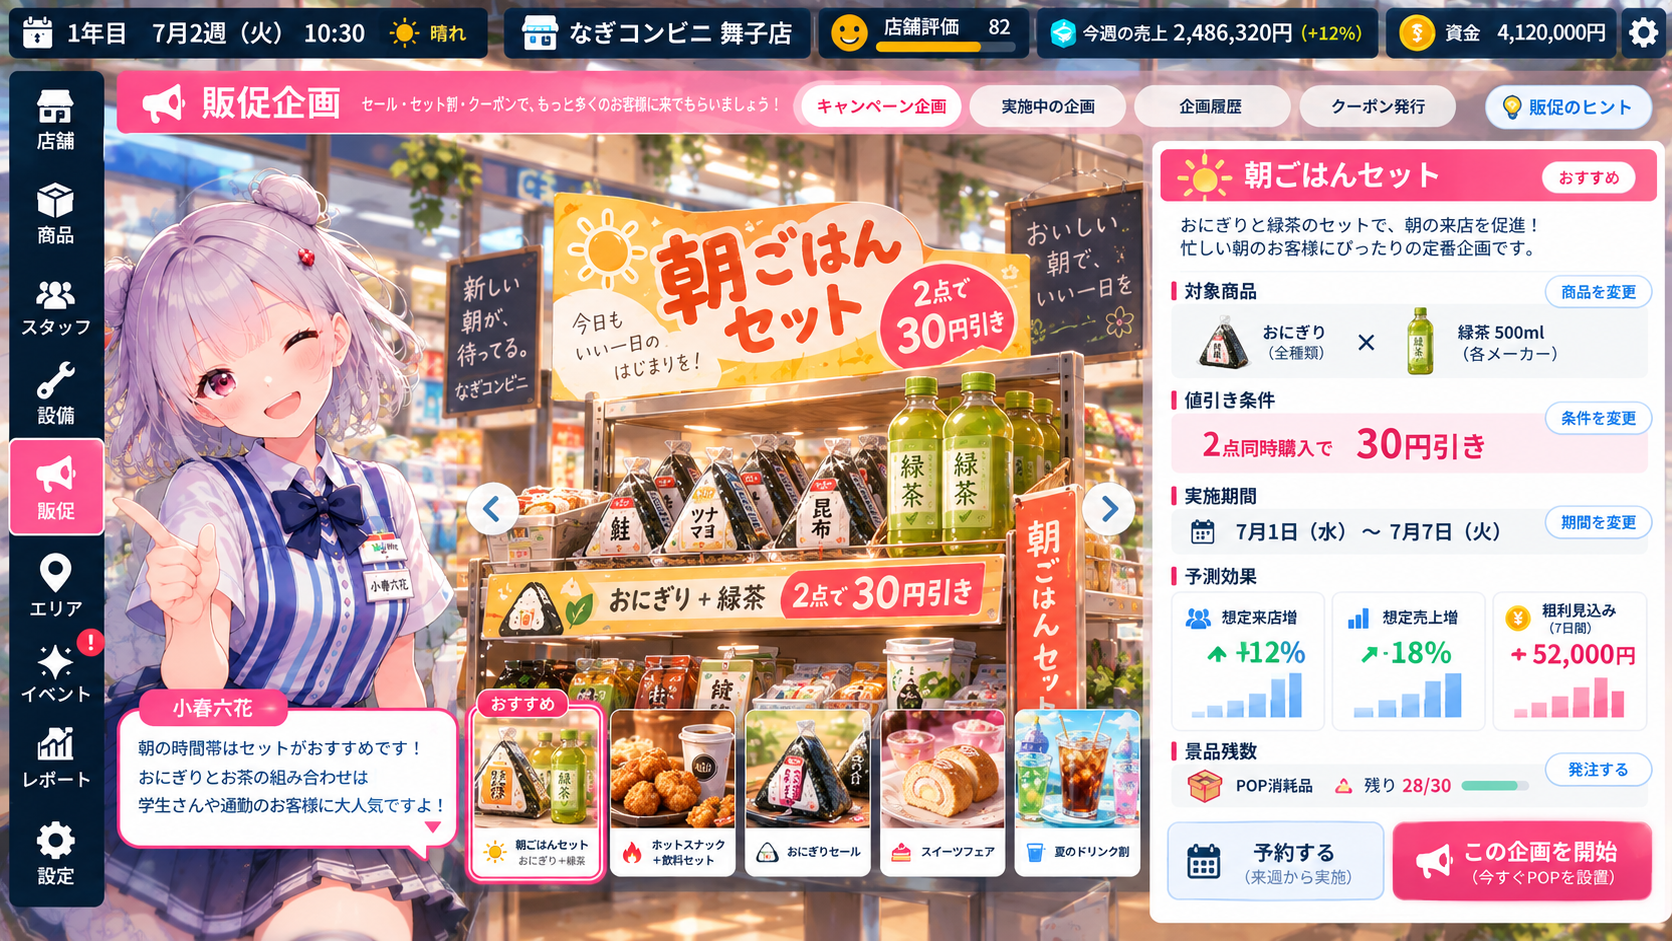 1年目 7月2週（火） 10:30 晴れ
なぎコンビニ 舞子店
店舗評価 82
今週の売上 2,486,320円 (+12%)
資金 4,120,000円
店舗
商品
スタッフ
設備
販促
エリア
!
イベント
レポート
設定
販促企画
セール・セット割・クーポンで、もっと多くのお客様に来てもらいましょう！
キャンペーン企画
実施中の企画
企画履歴
クーポン発行
販促のヒント
新しい
朝が、
待ってる。
なぎコンビニ
朝ごはん
セット
今日も
いい一日の
はじまりを！
2点で
30円引き
おいしい
朝で、
いい一日を
鮭
ツナマヨ
昆布
緑茶
緑茶
おにぎり＋緑茶 2点で30円引き
朝ごはんセット
小春六花
小春六花
朝の時間帯はセットがおすすめです！
おにぎりとお茶の組み合わせは
学生さんや通勤のお客様に大人気ですよ！
おすすめ
緑茶
朝ごはんセット
おにぎり＋緑茶
ホットスナック
＋飲料セット
おにぎりセール
スイーツフェア
夏のドリンク割
朝ごはんセット
おすすめ
おにぎりと緑茶のセットで、朝の来店を促進！
忙しい朝のお客様にぴったりの定番企画です。
対象商品
商品を変更
おにぎり
（全種類）
×
緑茶
緑茶 500ml
（各メーカー）
値引き条件
条件を変更
2点同時購入で 30円引き
実施期間
期間を変更
7月1日（水）～ 7月7日（火）
予測効果
想定来店増
+12%
想定売上増
-18%
¥
粗利見込み
（7日間）
+ 52,000円
景品残数
発注する
POP消耗品
残り 28/30
予約する
（来週から実施）
この企画を開始
（今すぐPOPを設置）